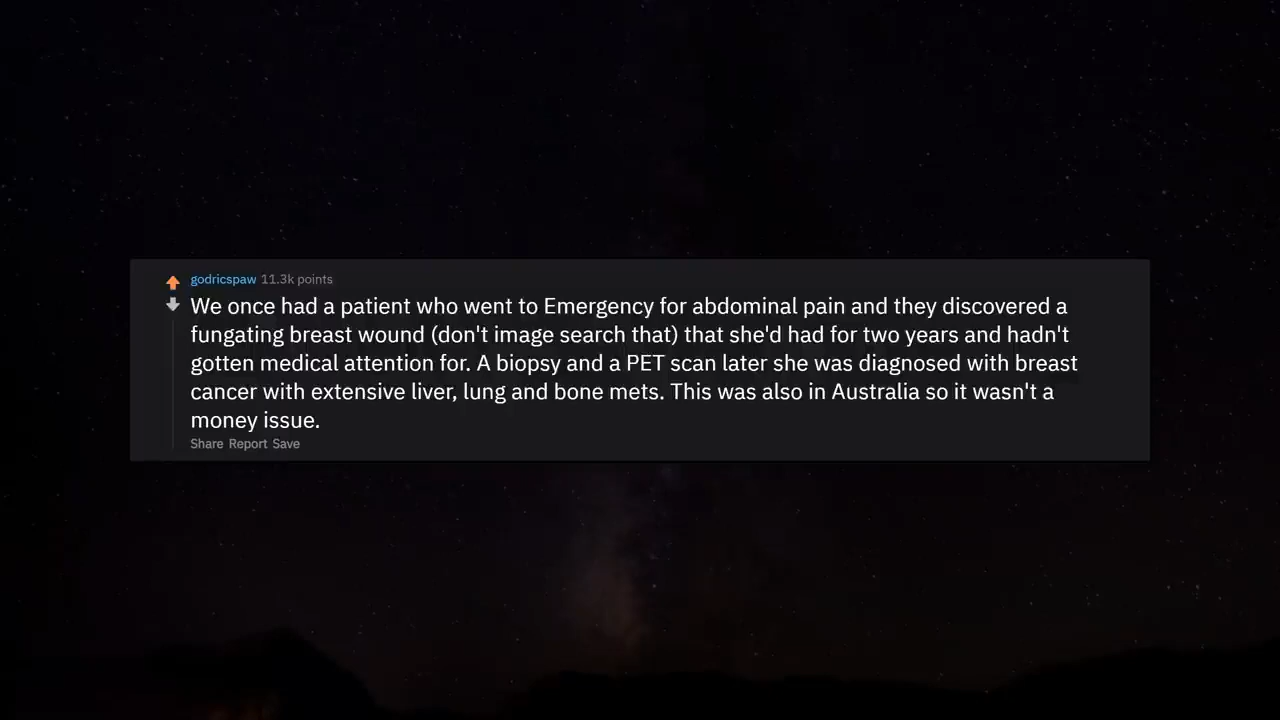 godricspaw 11.3k points
We once had a patient who went to Emergency for abdominal pain and they discovered a
fungating breast wound (don't image search that) that she'd had for two years and hadn't
gotten medical attention for. A biopsy and a PET scan later she was diagnosed with breast
cancer with extensive liver, lung and bone mets. This was also in Australia so it wasn't a
money issue.
Share Report Save